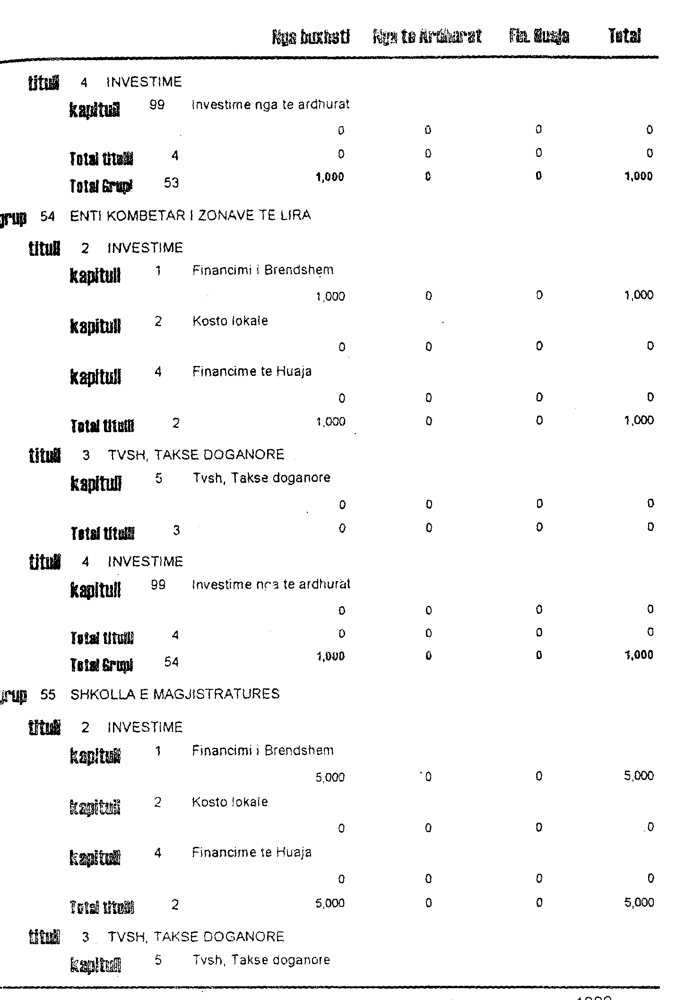 Nga buxheti Nga te Ardhurat Fin. Huaja Total
titull 4 INVESTIME
kapitull 99 Investime nga te ardhurat
0 0 0 0
Total titulli 4 0 0 0 0
Total Grupi 53 1,000 0 0 1,000
grup 54 ENTI KOMBETAR I ZONAVE TE LIRA
titull 2 INVESTIME
kapitull 1 Financimi i Brendshem
1,000 0 0 1,000
kapitull 2 Kosto lokale
0 0 0 0
kapitull 4 Financime te Huaja
0 0 0 0
Total titulli 2 1,000 0 0 1,000
titull 3 TVSH, TAKSE DOGANORE
kapitull 5 Tvsh, Takse doganore
0 0 0 0
Total titulli 3 0 0 0 0
titull 4 INVESTIME
kapitull 99 Investime nga te ardhurat
0 0 0 0
Total titulli 4 0 0 0 0
Total Grupi 54 1,000 0 0 1,000
grup 55 SHKOLLA E MAGJISTRATURES
titull 2 INVESTIME
kapitull 1 Financimi i Brendshem
5,000 0 0 5,000
kapitull 2 Kosto lokale
0 0 0 0
kapitull 4 Financime te Huaja
0 0 0 0
Total titulli 2 5,000 0 0 5,000
titull 3 TVSH, TAKSE DOGANORE
kapitull 5 Tvsh, Takse doganore